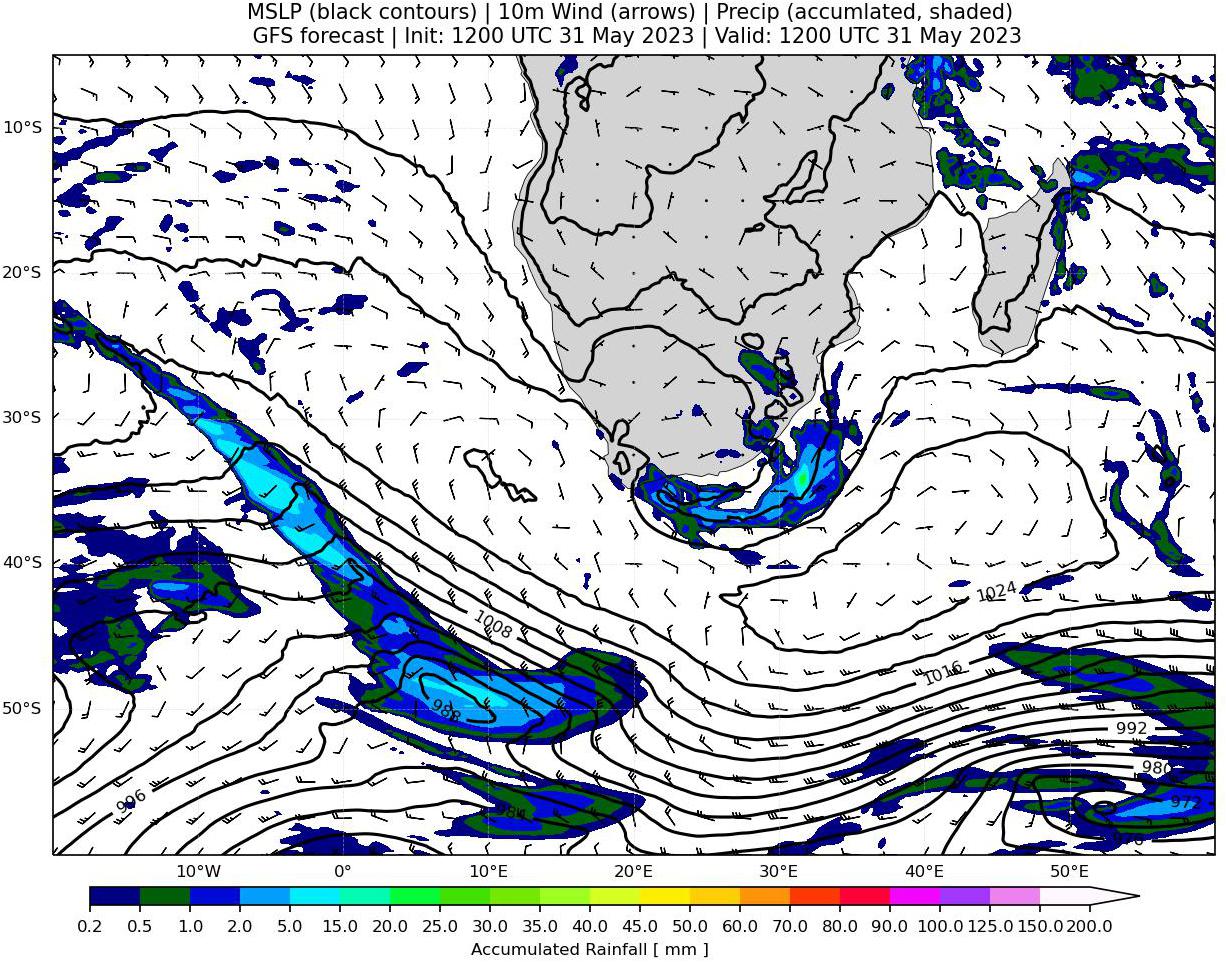 MSLP (black contours) | 10m Wind (arrows) | Precip (accumlated, shaded)
GFS forecast | Init: 1200 UTC 31 May 2023 | Valid: 1200 UTC 31 May 2023
10°S
20°S
30°S
40°S
1024
1008
1016
50°S
988
992
980
996
984
972
976
10°W 0° 10°E 20°E 30°E 40°E 50°E
0.2 0.5 1.0 2.0 5.0 10.0 15.0 20.0 25.0 30.0 35.0 40.0 45.0 50.0 60.0 70.0 80.0 90.0 100.0 125.0 150.0 200.0
Accumulated Rainfall [ mm ]